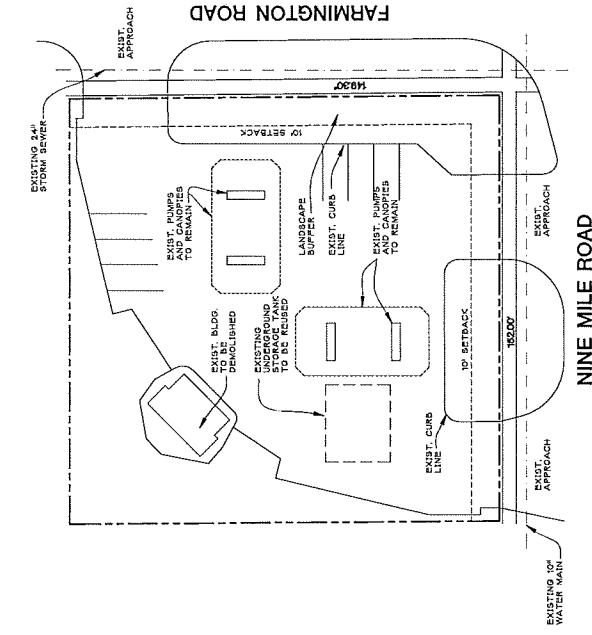 FARMINGTON ROAD
EXISTING 24"
STORM SEWER
EXIST.
APPROACH
149.30'
10' SETBACK
EXIST. PUMPS
AND CANOPIES
TO REMAIN
LANDSCAPE
BUFFER
EXIST. CURB
LINE
EXIST. PUMPS
AND CANOPIES
TO REMAIN
EXIST. BLDG.
TO BE
DEMOLISHED
EXISTING
UNDERGROUND
STORAGE TANK
TO BE REUSED
EXIST.
APPROACH
10' SETBACK
152.00'
NINE MILE ROAD
EXIST. CURB
LINE
EXIST.
APPROACH
EXISTING 10"
WATER MAIN